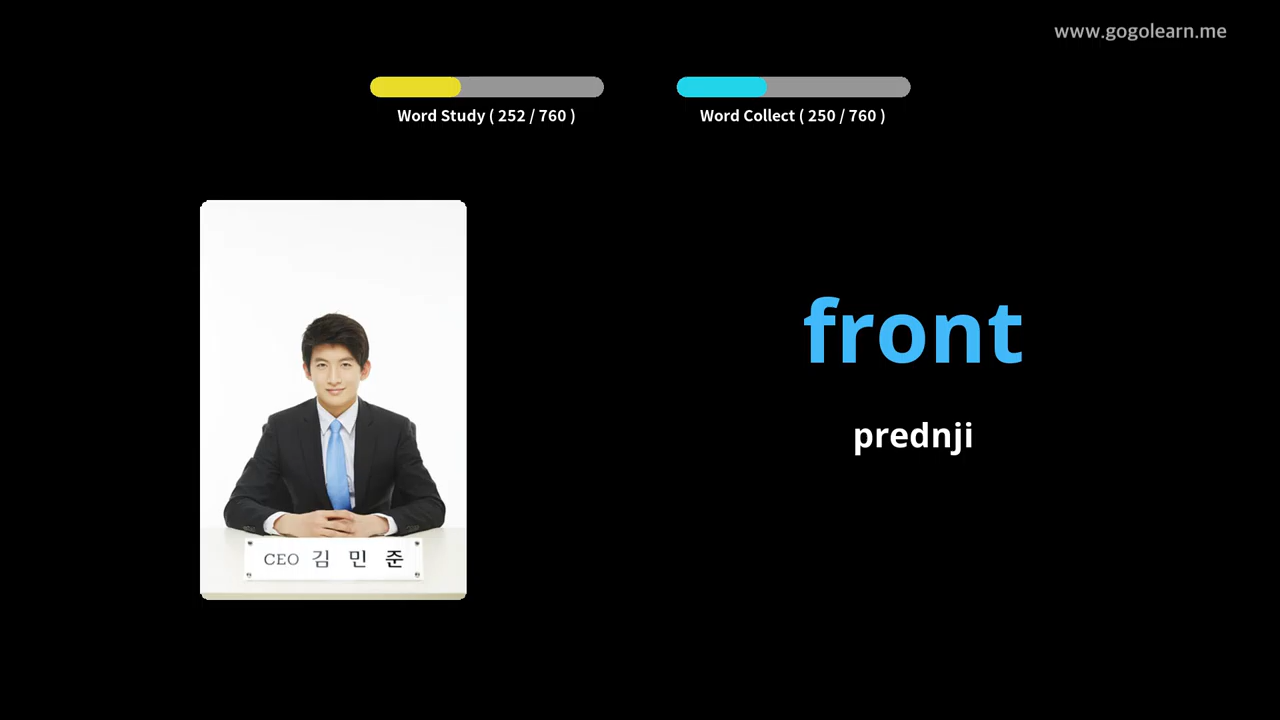 www.gogolearn.me
Word Study ( 252 / 760 )
Word Collect ( 250 / 760 )
front
prednji
CEO 김 민 준